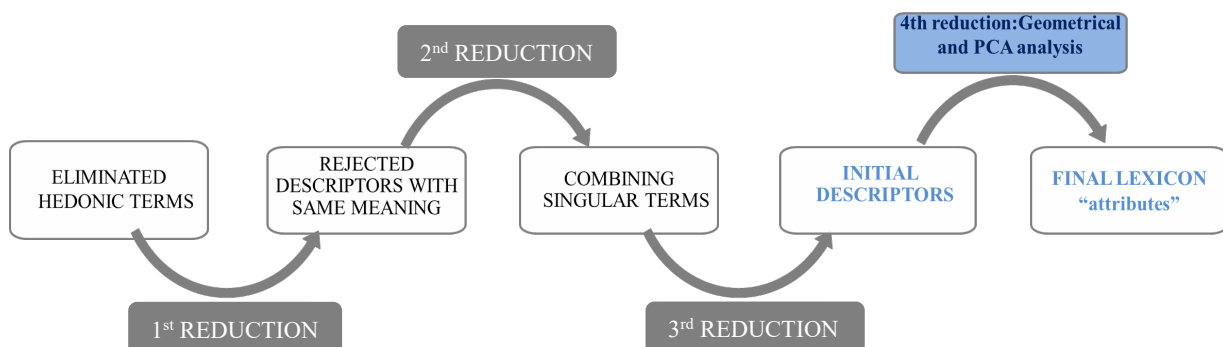 4th reduction:Geometrical
and PCA analysis
2nd REDUCTION
ELIMINATED
HEDONIC TERMS
REJECTED
DESCRIPTORS WITH
SAME MEANING
COMBINING
SINGULAR TERMS
INITIAL
DESCRIPTORS
FINAL LEXICON
“attributes”
1st REDUCTION
3rd REDUCTION